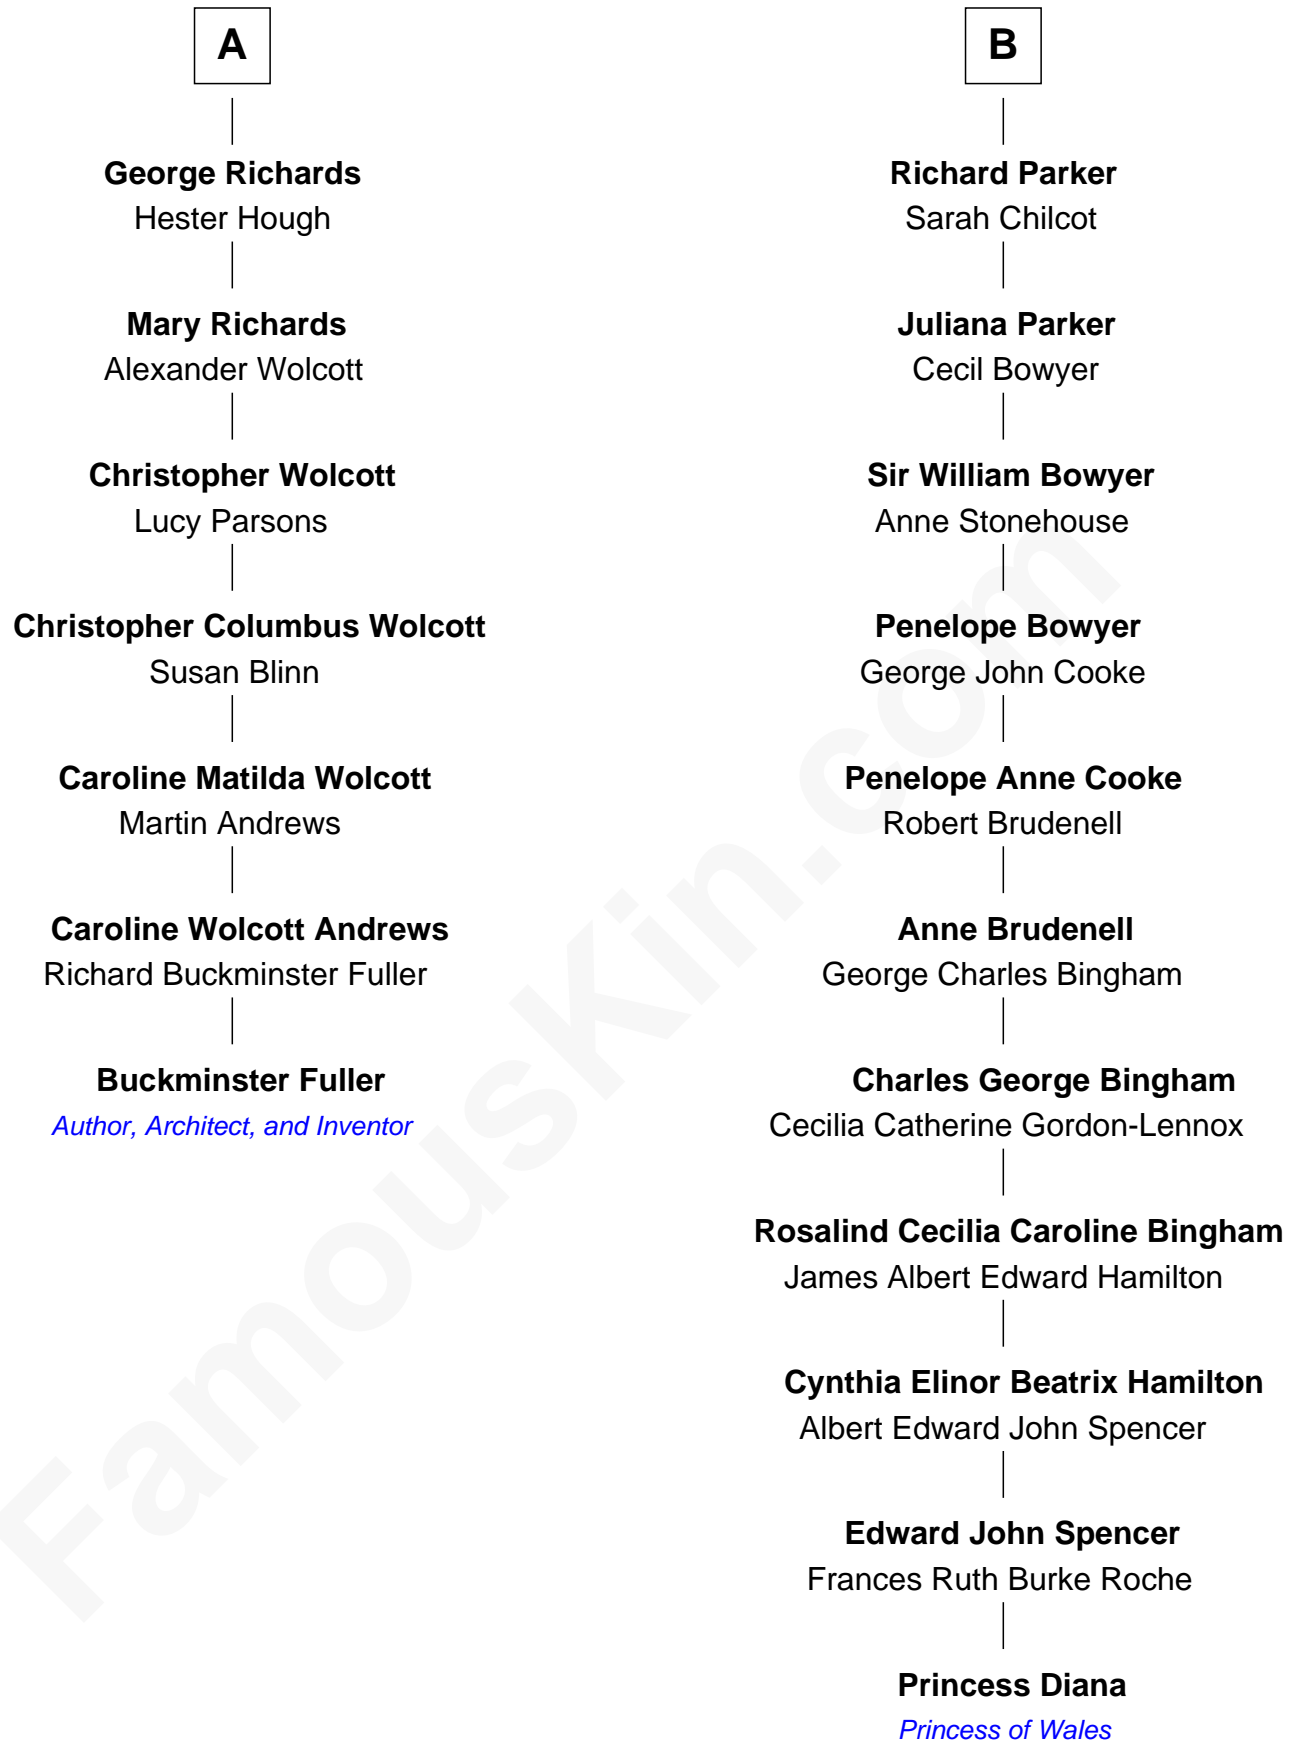 A
George Richards
Hester Hough
Mary Richards
Alexander Wolcott
Christopher Wolcott
Lucy Parsons
Christopher Columbus Wolcott
Susan Blinn
Caroline Matilda Wolcott
Martin Andrews
Caroline Wolcott Andrews
Richard Buckminster Fuller
Buckminster Fuller
Author, Architect, and Inventor
B
Richard Parker
Sarah Chilcot
Juliana Parker
Cecil Bowyer
Sir William Bowyer
Anne Stonehouse
Penelope Bowyer
George John Cooke
Penelope Anne Cooke
Robert Brudenell
Anne Brudenell
George Charles Bingham
Charles George Bingham
Cecilia Catherine Gordon-Lennox
Rosalind Cecilia Caroline Bingham
James Albert Edward Hamilton
Cynthia Elinor Beatrix Hamilton
Albert Edward John Spencer
Edward John Spencer
Frances Ruth Burke Roche
Princess Diana
Princess of Wales
FamousKin.com